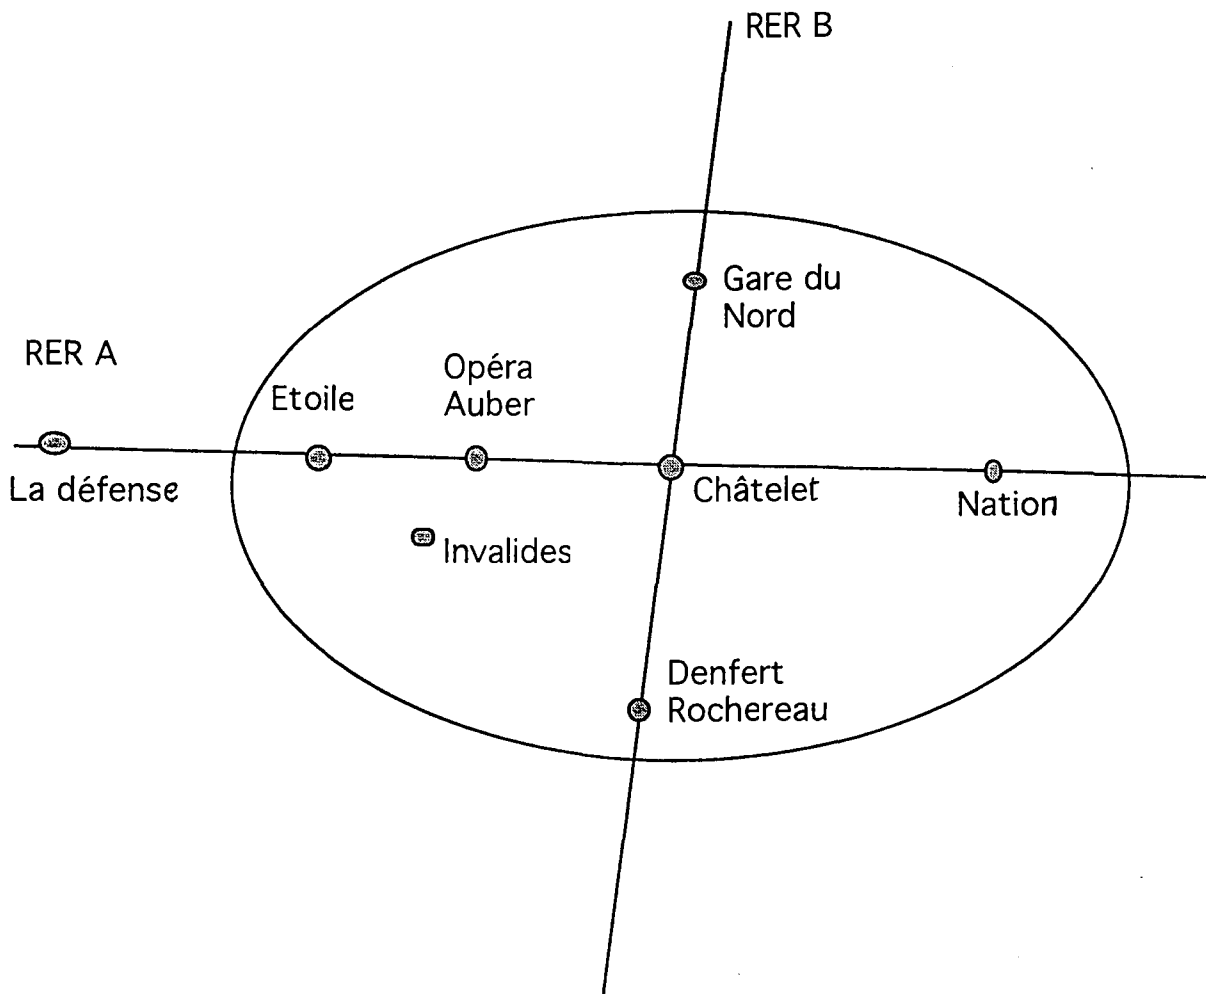 RER B
Gare du
Nord
RER A
Opéra
Auber
Etoile
La défense
Châtelet
Nation
Invalides
Denfert
Rochereau